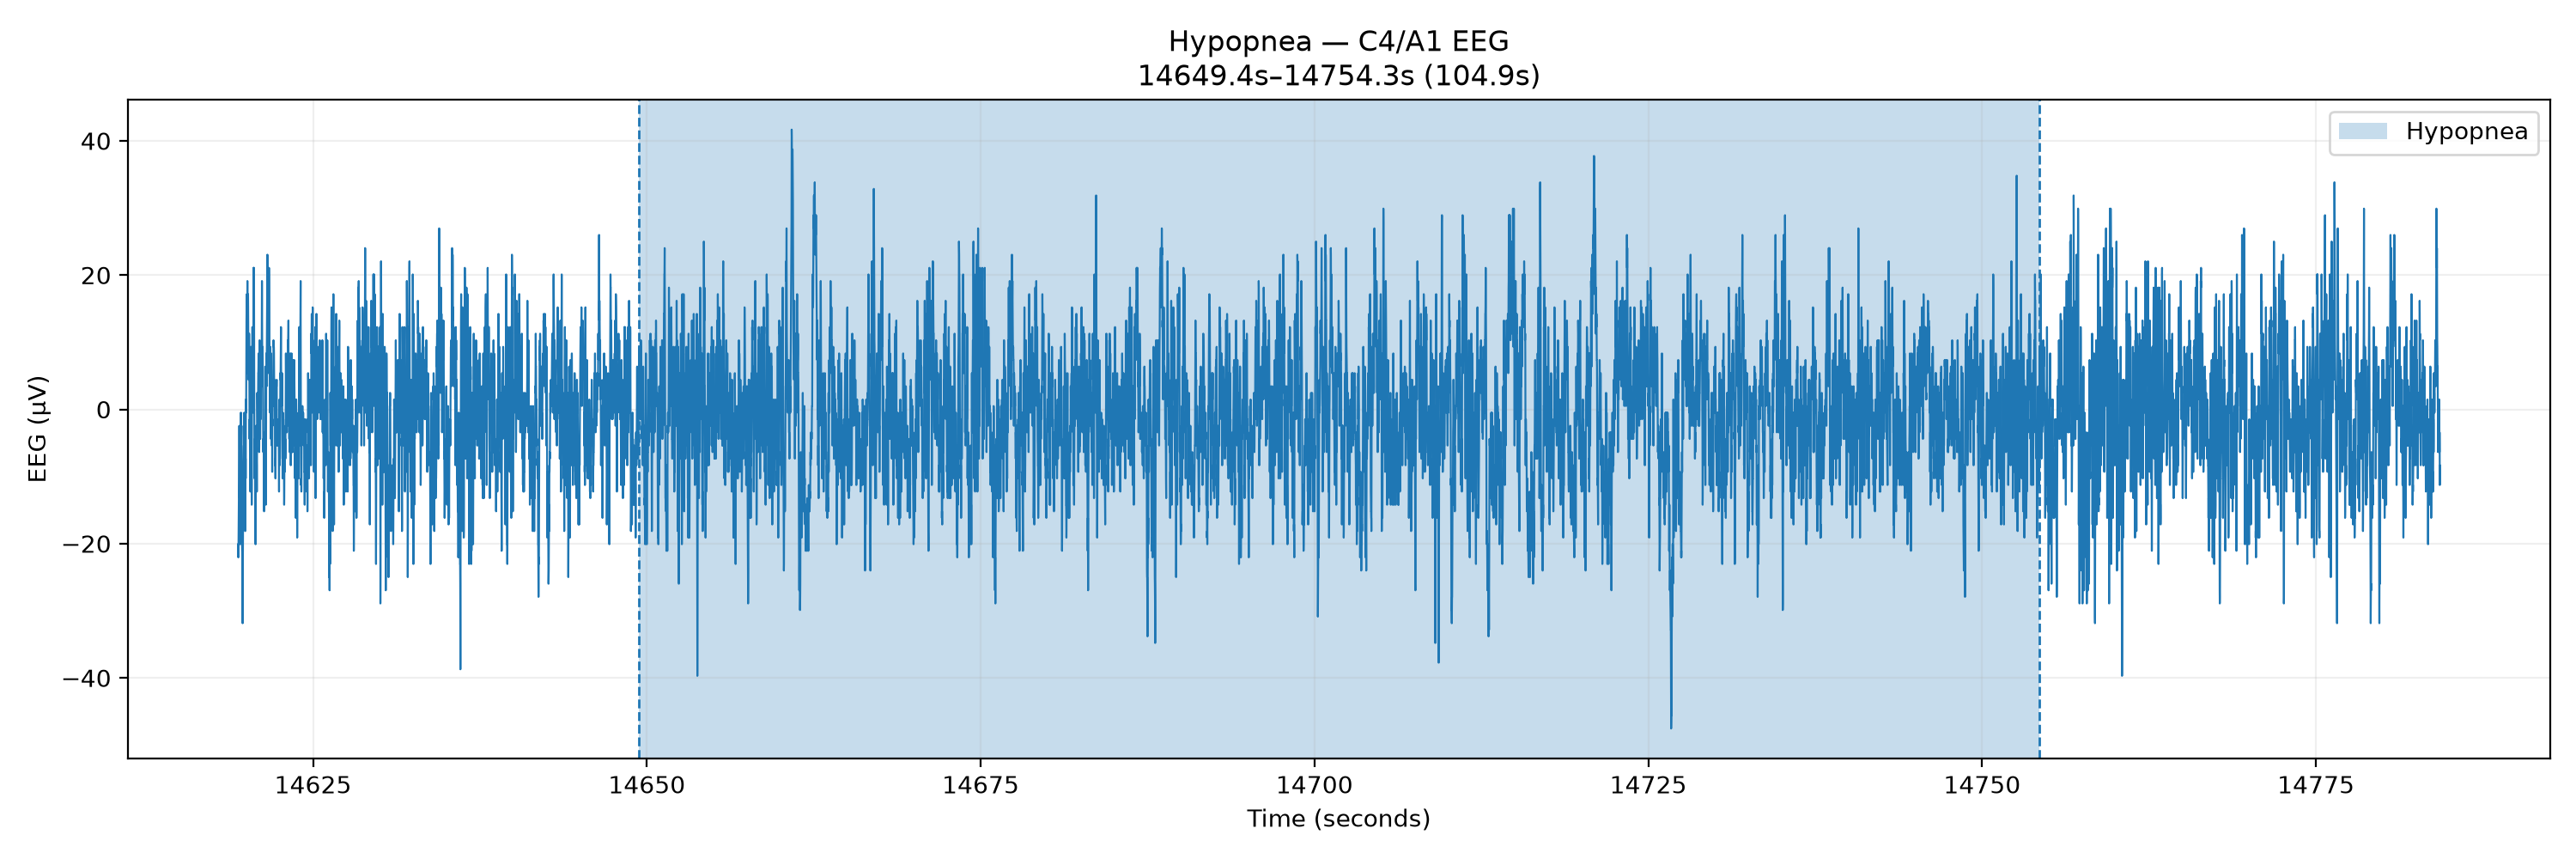 Hypopnea — C4/A1 EEG
14649.4s–14754.3s (104.9s)
Hypopnea
40
20
0
−20
−40
EEG (µV)
14625
14650
14675
14700
14725
14750
14775
Time (seconds)